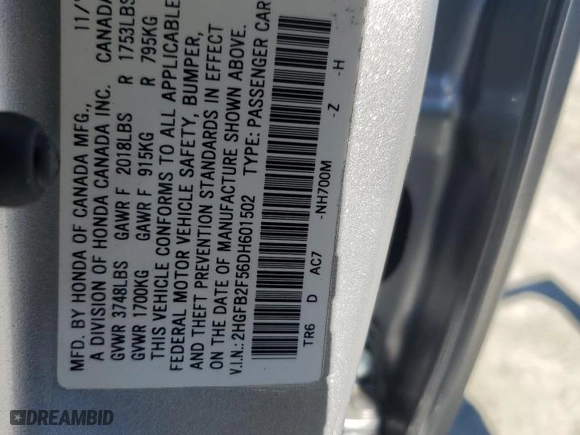 MFD. BY HONDA OF CANADA MFG., 11/
A DIVISION OF HONDA CANADA INC. CANADA
GVWR 3748LBS GAWR F 2018LBS R 1753LBS
GVWR 1700KG GAWR F 915KG R 795KG
THIS VEHICLE CONFORMS TO ALL APPLICABLE
FEDERAL MOTOR VEHICLE SAFETY, BUMPER,
AND THEFT PREVENTION STANDARDS IN EFFECT
ON THE DATE OF MANUFACTURE SHOWN ABOVE.
V.I.N.: 2HGFB2F56DH601502 TYPE: PASSENGER CAR
TR6 D AC7 -NH700M -Z -H
DREAMBID